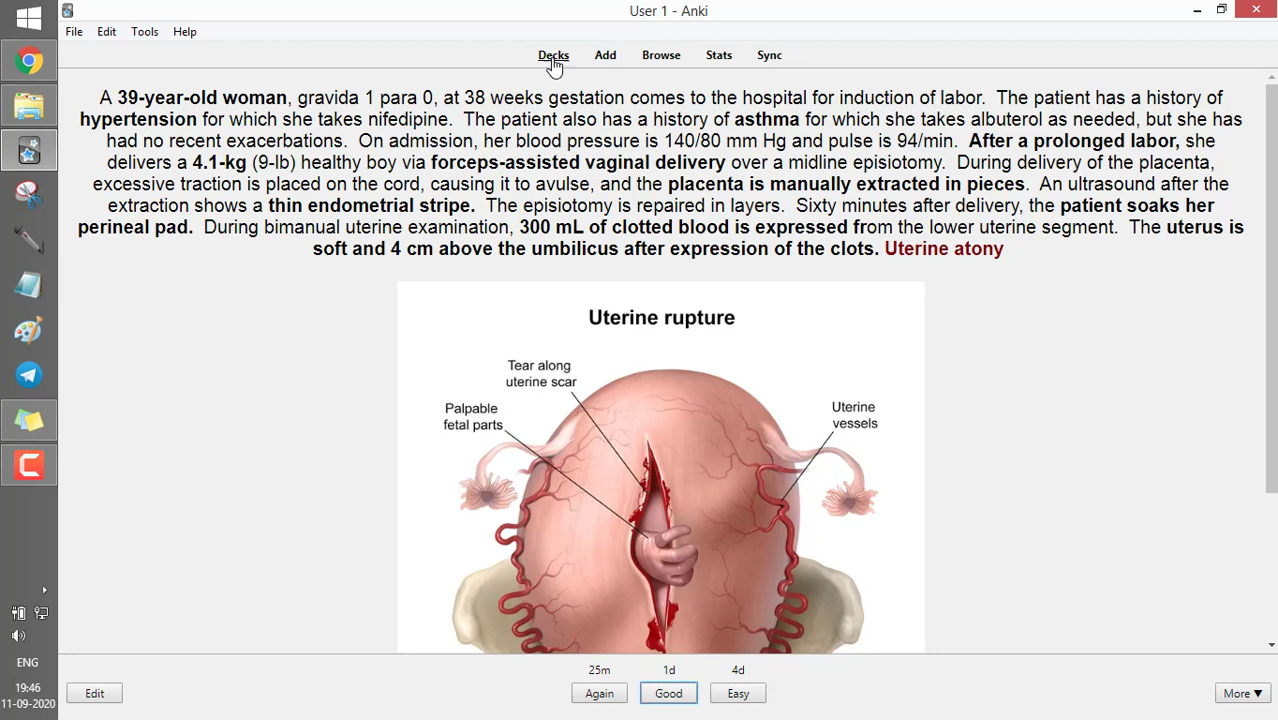 User 1 - Anki
File Edit Tools Help
Decks Add Browse Stats Sync
A 39-year-old woman, gravida 1 para 0, at 38 weeks gestation comes to the hospital for induction of labor. The patient has a history of
hypertension for which she takes nifedipine. The patient also has a history of asthma for which she takes albuterol as needed, but she has
had no recent exacerbations. On admission, her blood pressure is 140/80 mm Hg and pulse is 94/min. After a prolonged labor, she
delivers a 4.1-kg (9-lb) healthy boy via forceps-assisted vaginal delivery over a midline episiotomy. During delivery of the placenta,
excessive traction is placed on the cord, causing it to avulse, and the placenta is manually extracted in pieces. An ultrasound after the
extraction shows a thin endometrial stripe. The episiotomy is repaired in layers. Sixty minutes after delivery, the patient soaks her
perineal pad. During bimanual uterine examination, 300 mL of clotted blood is expressed from the lower uterine segment. The uterus is
soft and 4 cm above the umbilicus after expression of the clots. Uterine atony
Uterine rupture
Tear along
uterine scar
Palpable
fetal parts
Uterine
vessels
25m 1d 4d
Edit Again Good Easy More ▼
ENG
19:46
11-09-2020